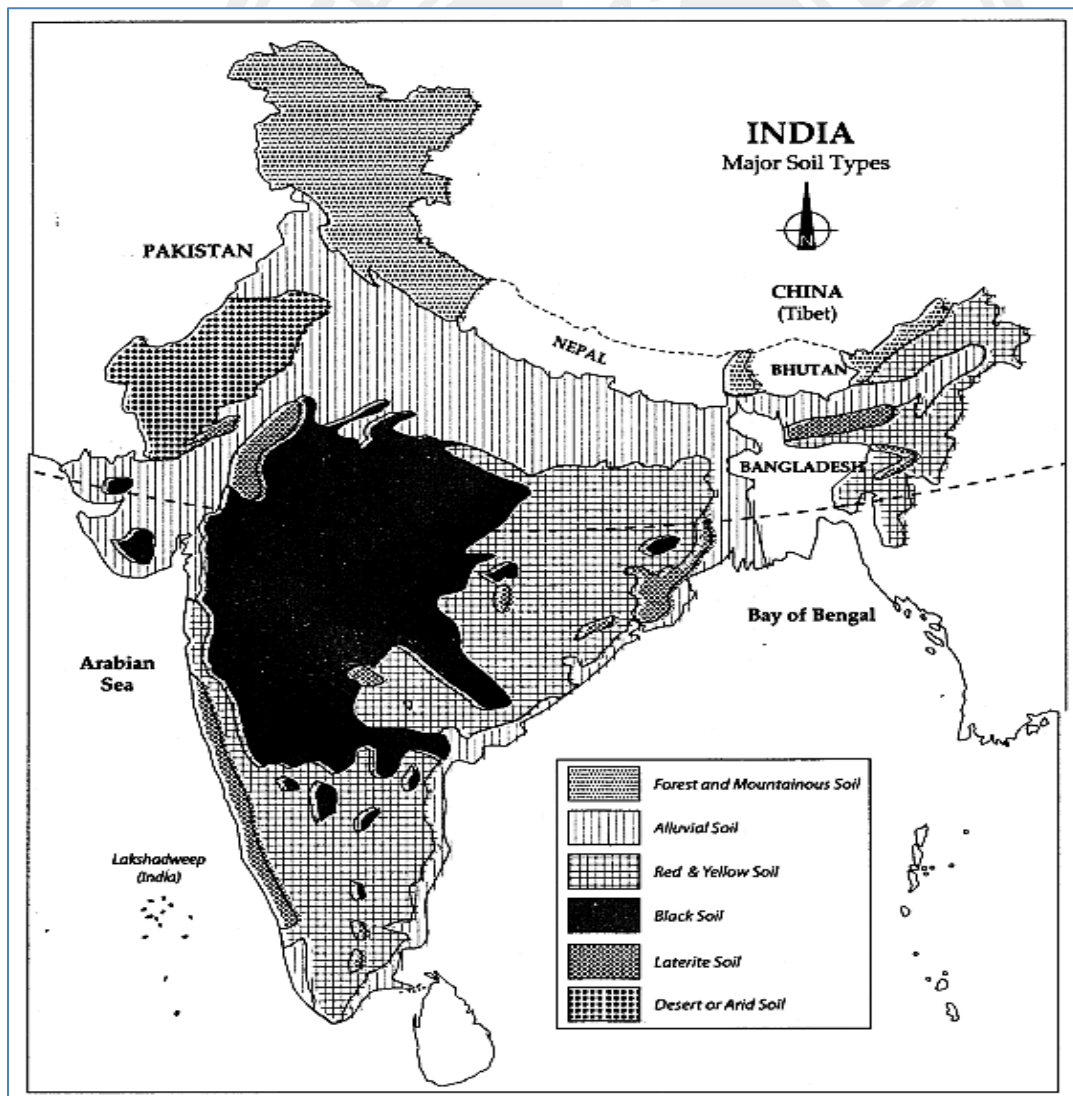 INDIA
Major Soil Types
N
PAKISTAN
CHINA
(Tibet)
NEPAL
BHUTAN
BANGLADESH
Arabian
Sea
Bay of Bengal
Lakshadweep
(India)
Forest and Mountainous Soil
Alluvial Soil
Red & Yellow Soil
Black Soil
Laterite Soil
Desert or Arid Soil